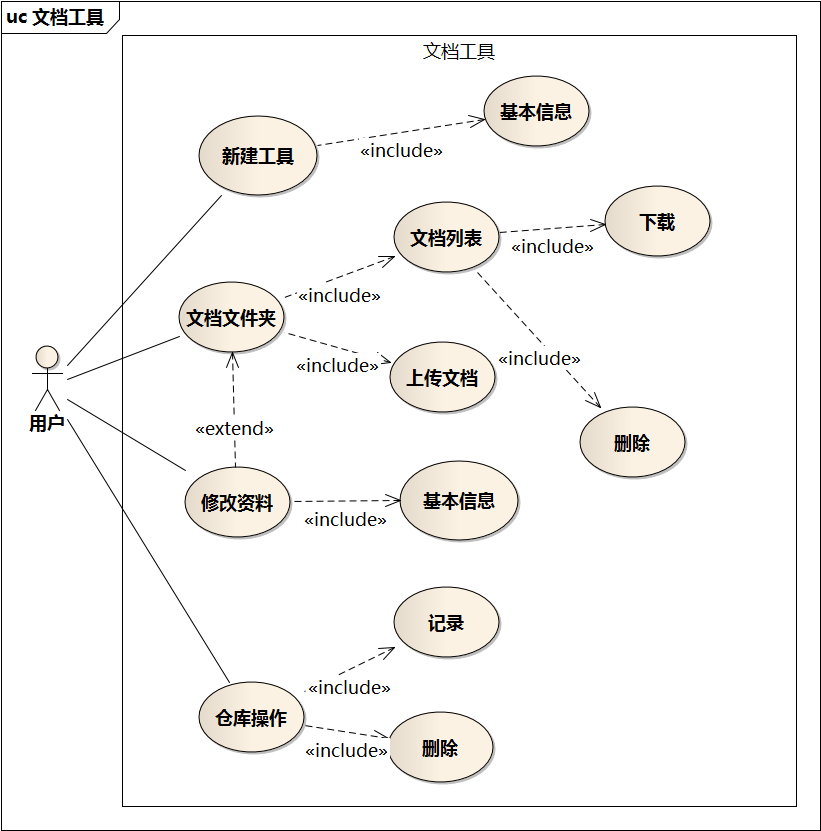 uc 文档工具
文档工具
基本信息
新建工具
«include»
下载
文档列表
«include»
«include»
文档文件夹
«include»
«include»
上传文档
用户
«extend»
删除
修改资料
基本信息
«include»
记录
«include»
仓库操作
«include»
删除